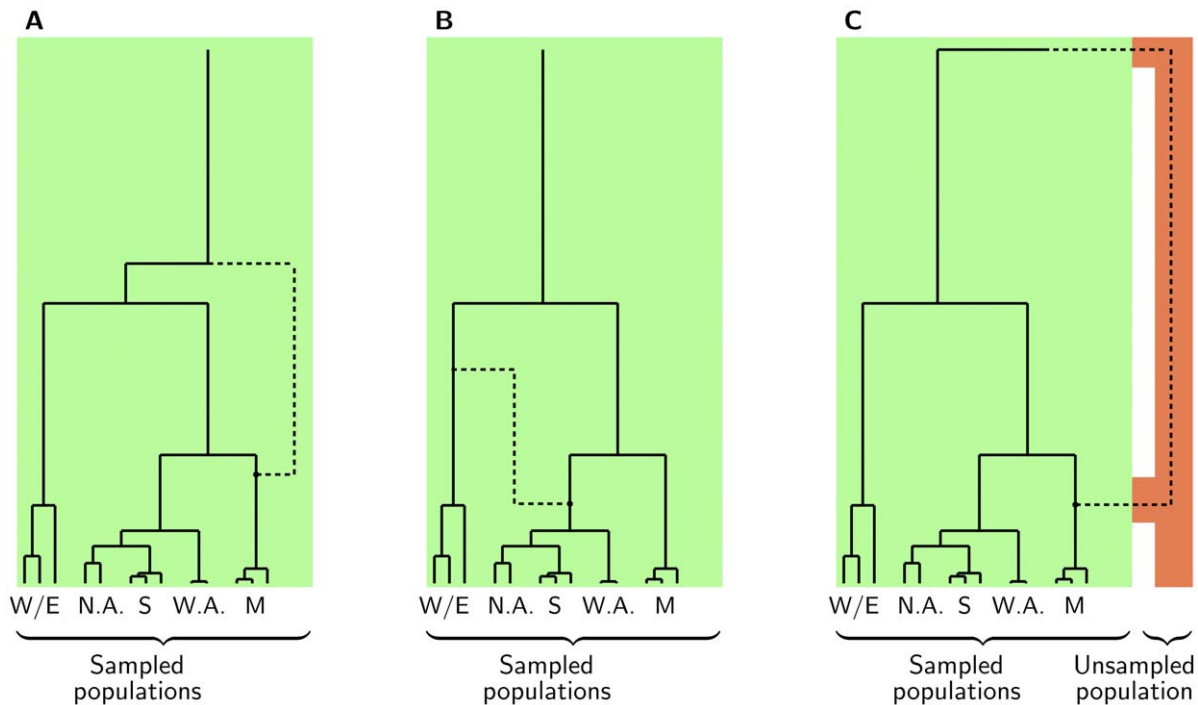 A
B
C
W/E N.A. S W.A. M
W/E N.A. S W.A. M
W/E N.A. S W.A. M
Sampled
populations
Sampled
populations
Sampled
populations
Unsampled
population